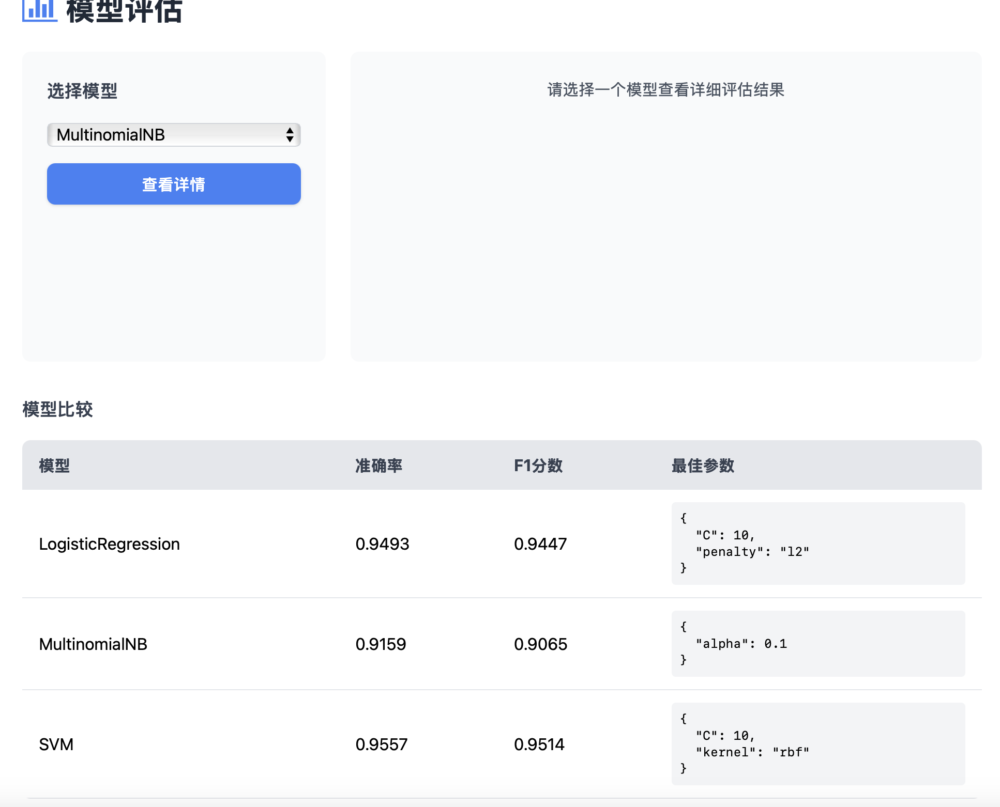 模型评估
选择模型
MultinomialNB
查看详情
请选择一个模型查看详细评估结果
模型比较
模型 准确率 F1分数 最佳参数
LogisticRegression 0.9493 0.9447
{
"C": 10,
"penalty": "l2"
}
MultinomialNB 0.9159 0.9065
{
"alpha": 0.1
}
SVM 0.9557 0.9514
{
"C": 10,
"kernel": "rbf"
}